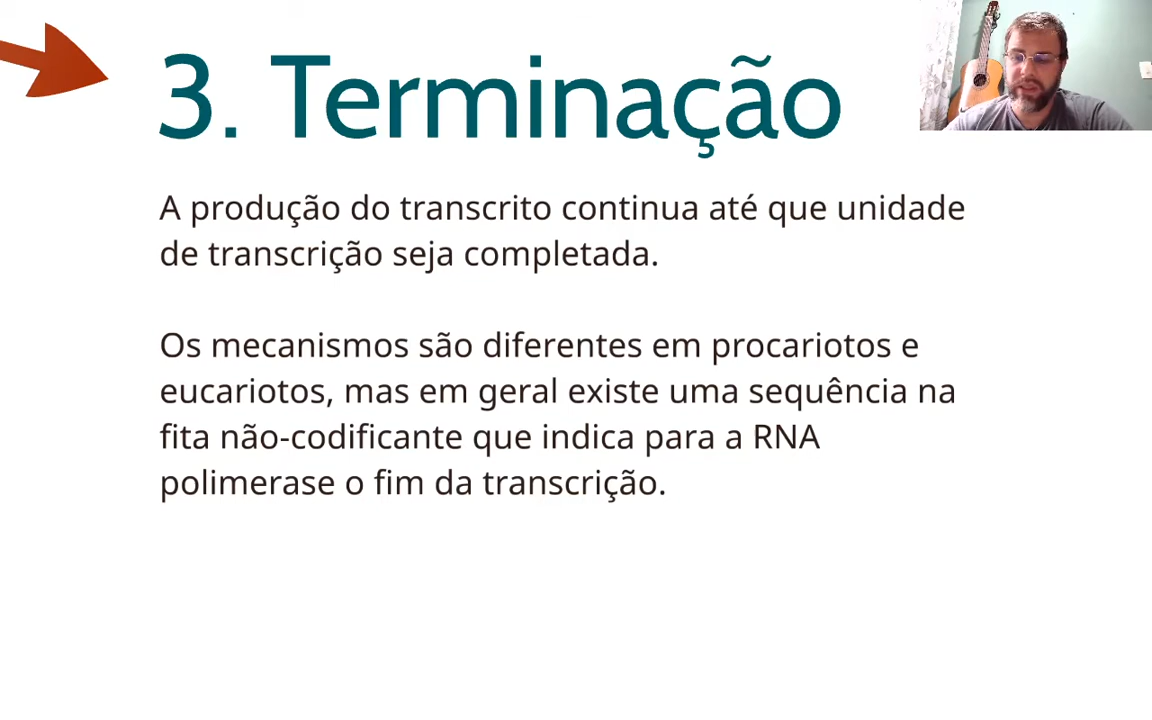 3. Terminação
A produção do transcrito continua até que unidade
de transcrição seja completada.
Os mecanismos são diferentes em procariotos e
eucariotos, mas em geral existe uma sequência na
fita não-codificante que indica para a RNA
polimerase o fim da transcrição.